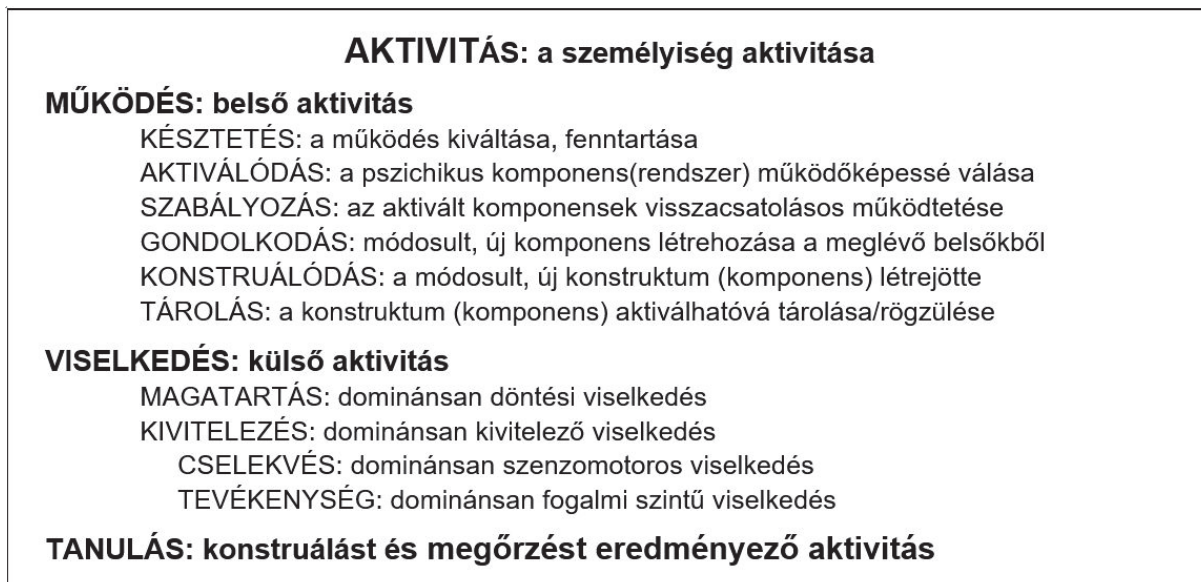 AKTIVITÁS: a személyiség aktivitása
MŰKÖDÉS: belső aktivitás
KÉSZTETÉS: a működés kiváltása, fenntartása
AKTIVÁLÓDÁS: a pszichikus komponens(rendszer) működőképessé válása
SZABÁLYOZÁS: az aktivált komponensek visszacsatolásos működtetése
GONDOLKODÁS: módosult, új komponens létrehozása a meglévő belsőkből
KONSTRUÁLÓDÁS: a módosult, új konstruktum (komponens) létrejötte
TÁROLÁS: a konstruktum (komponens) aktiválhatóvá tárolása/rögzülése
VISELKEDÉS: külső aktivitás
MAGATARTÁS: dominánsan döntési viselkedés
KIVITELEZÉS: dominánsan kivitelező viselkedés
CSELEKVÉS: dominánsan szenzomotoros viselkedés
TEVÉKENYSÉG: dominánsan fogalmi szintű viselkedés
TANULÁS: konstruálást és megőrzést eredményező aktivitás